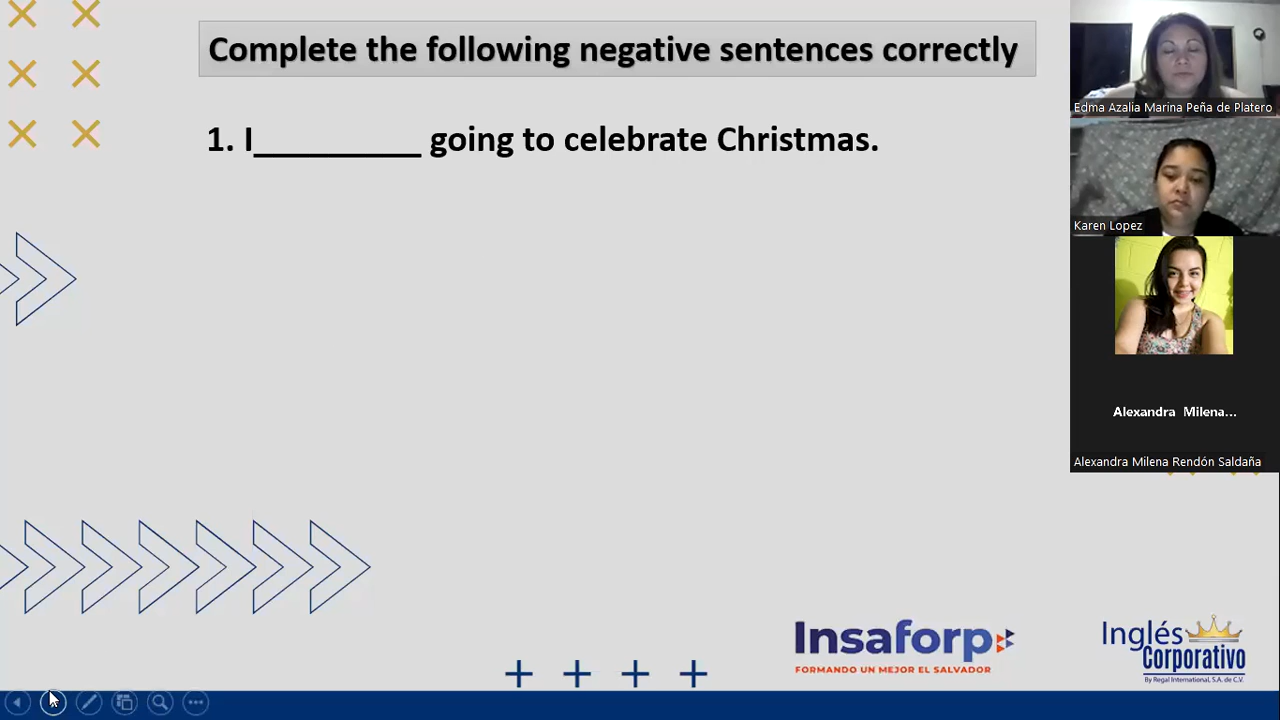 Complete the following negative sentences correctly
1. I_________ going to celebrate Christmas.
Edma Azalia Marina Peña de Platero
Karen Lopez
Alexandra Milena...
Alexandra Milena Rendón Saldaña
Insaforp
FORMANDO UN MEJOR EL SALVADOR
Inglés
Corporativo
By Regal International, S.A. de C.V.